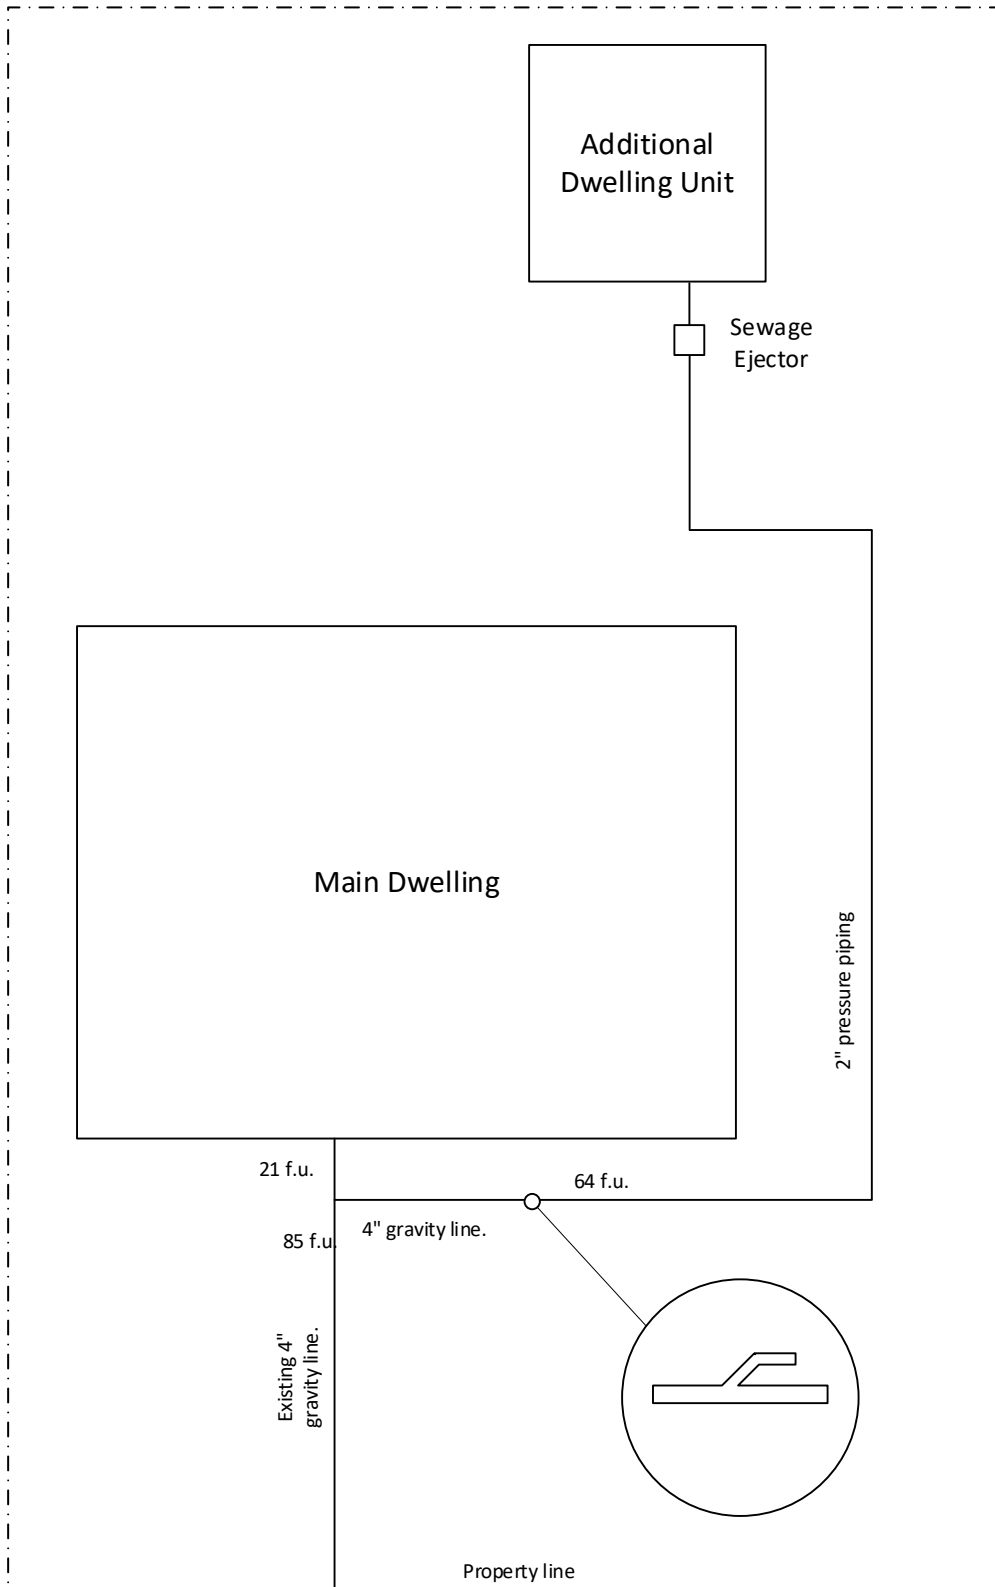 Additional
Dwelling Unit
Sewage
Ejector
Main Dwelling
2" pressure piping
21 f.u.
64 f.u.
4" gravity line.
85 f.u.
Existing 4"
gravity line.
Property line